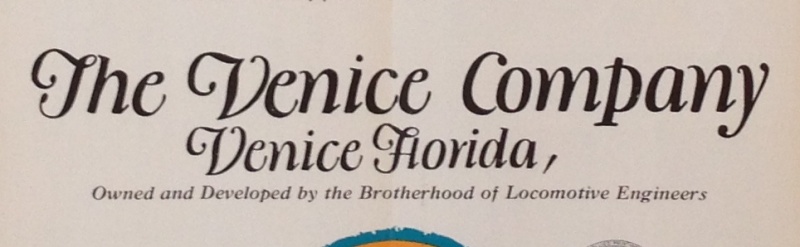 The Venice Company
Venice Florida,
Owned and Developed by the Brotherhood of Locomotive Engineers